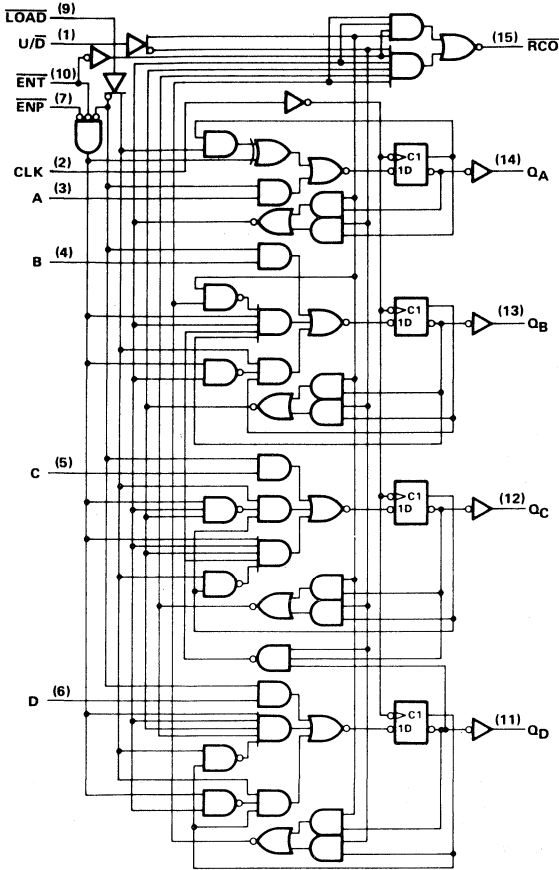 LOAD (9)
U/D (1)
ENT (10)
ENP (7)
CLK (2)
A (3)
B (4)
C (5)
D (6)
(15) RCO
C1
1D
(14) QA
C1
1D
(13) QB
C1
1D
(12) QC
C1
1D
(11) QD